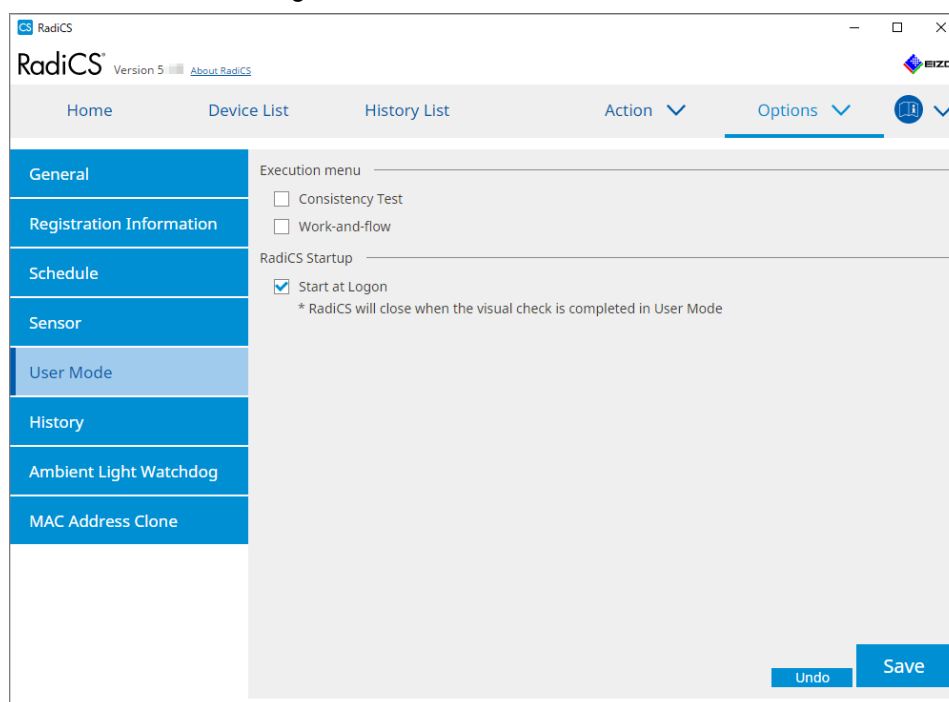 CS RadiCS
RadiCS® Version 5 About RadiCS
EIZO
Home Device List History List Action Options
General
Registration Information
Schedule
Sensor
User Mode
History
Ambient Light Watchdog
MAC Address Clone
Execution menu
Consistency Test
Work-and-flow
RadiCS Startup
Start at Logon
* RadiCS will close when the visual check is completed in User Mode
Undo Save